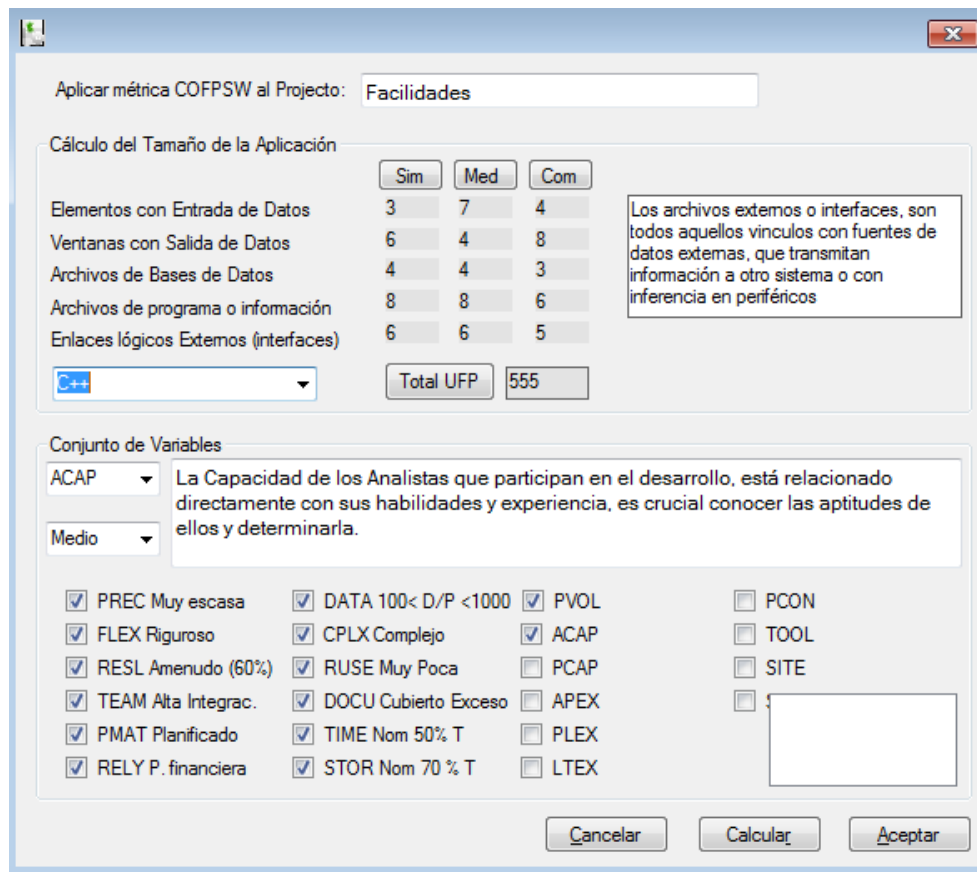 Aplicar métrica COFPSW al Projecto: Facilidades
Cálculo del Tamaño de la Aplicación
Sim Med Com
Elementos con Entrada de Datos 3 7 4
Ventanas con Salida de Datos 6 4 8
Archivos de Bases de Datos 4 4 3
Archivos de programa o información 8 8 6
Enlaces lógicos Externos (interfaces) 6 6 5
Los archivos externos o interfaces, son
todos aquellos vinculos con fuentes de
datos externas, que transmitan
información a otro sistema o con
inferencia en periféricos
C++ Total UFP 555
Conjunto de Variables
ACAP
Medio
La Capacidad de los Analistas que participan en el desarrollo, está relacionado
directamente con sus habilidades y experiencia, es crucial conocer las aptitudes de
ellos y determinarla.
PREC Muy escasa DATA 100< D/P <1000 PVOL PCON
FLEX Riguroso CPLX Complejo ACAP TOOL
RESL Amenudo (60%) RUSE Muy Poca PCAP SITE
TEAM Alta Integrac. DOCU Cubierto Exceso APEX
PMAT Planificado TIME Nom 50% T PLEX
RELY P. financiera STOR Nom 70 % T LTEX
Cancelar Calcular Aceptar